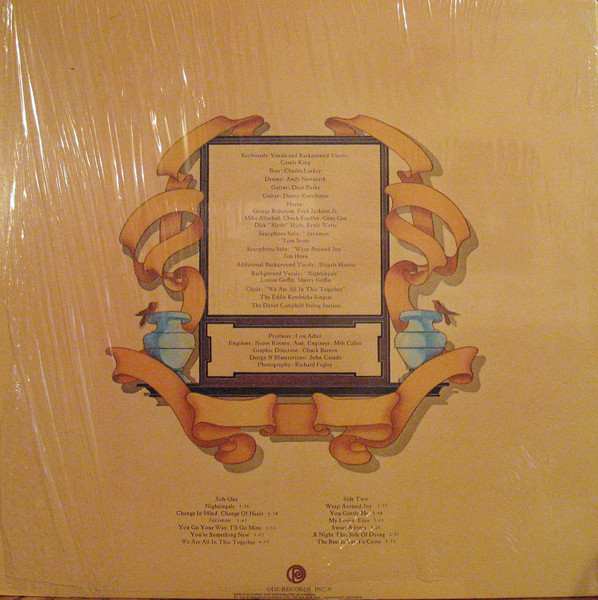 Keyboards, Vocals and Background Vocals:
Carole King
Bass: Charles Larkey
Drums: Andy Newmark
Guitar: Dean Parks
Guitar: Danny Kortchmar
Horns:
George Bohanon, Fred Jackson Jr.
Mike Altschul, Chuck Findley, Gene Goe
Dick "Slyde" Hyde, Ernie Watts
Saxophone Solo: "Jazzman"
Tom Scott
Saxophone Solo: "Wrap Around Joy"
Jim Horn
Additional Background Vocals: Abigale Haness
Background Vocals: "Nightingale"
Louise Goffin, Sherry Goffin
Choir: "We Are All In This Together"
The Eddie Kendricks Singers
The David Campbell String Section
Producer: Lou Adler
Engineer: Norm Kinney, Asst. Engineer: Milt Calice
Graphic Direction: Chuck Beeson
Design & Illustrations: John Casado
Photography: Richard Fegley
Side One
Nightingale 3:36
Change In Mind, Change Of Heart
Jazzman 3:43
You Go Your Way, I'll Go Mine
You're Something New
We Are All In This Together
Side Two
Wrap Around Joy
You Gentle Me
My Lovin' Eyes
Sweet Adonis
A Night This Side Of Dying
The Best Is Yet To Come
ODE RECORDS, INC.®